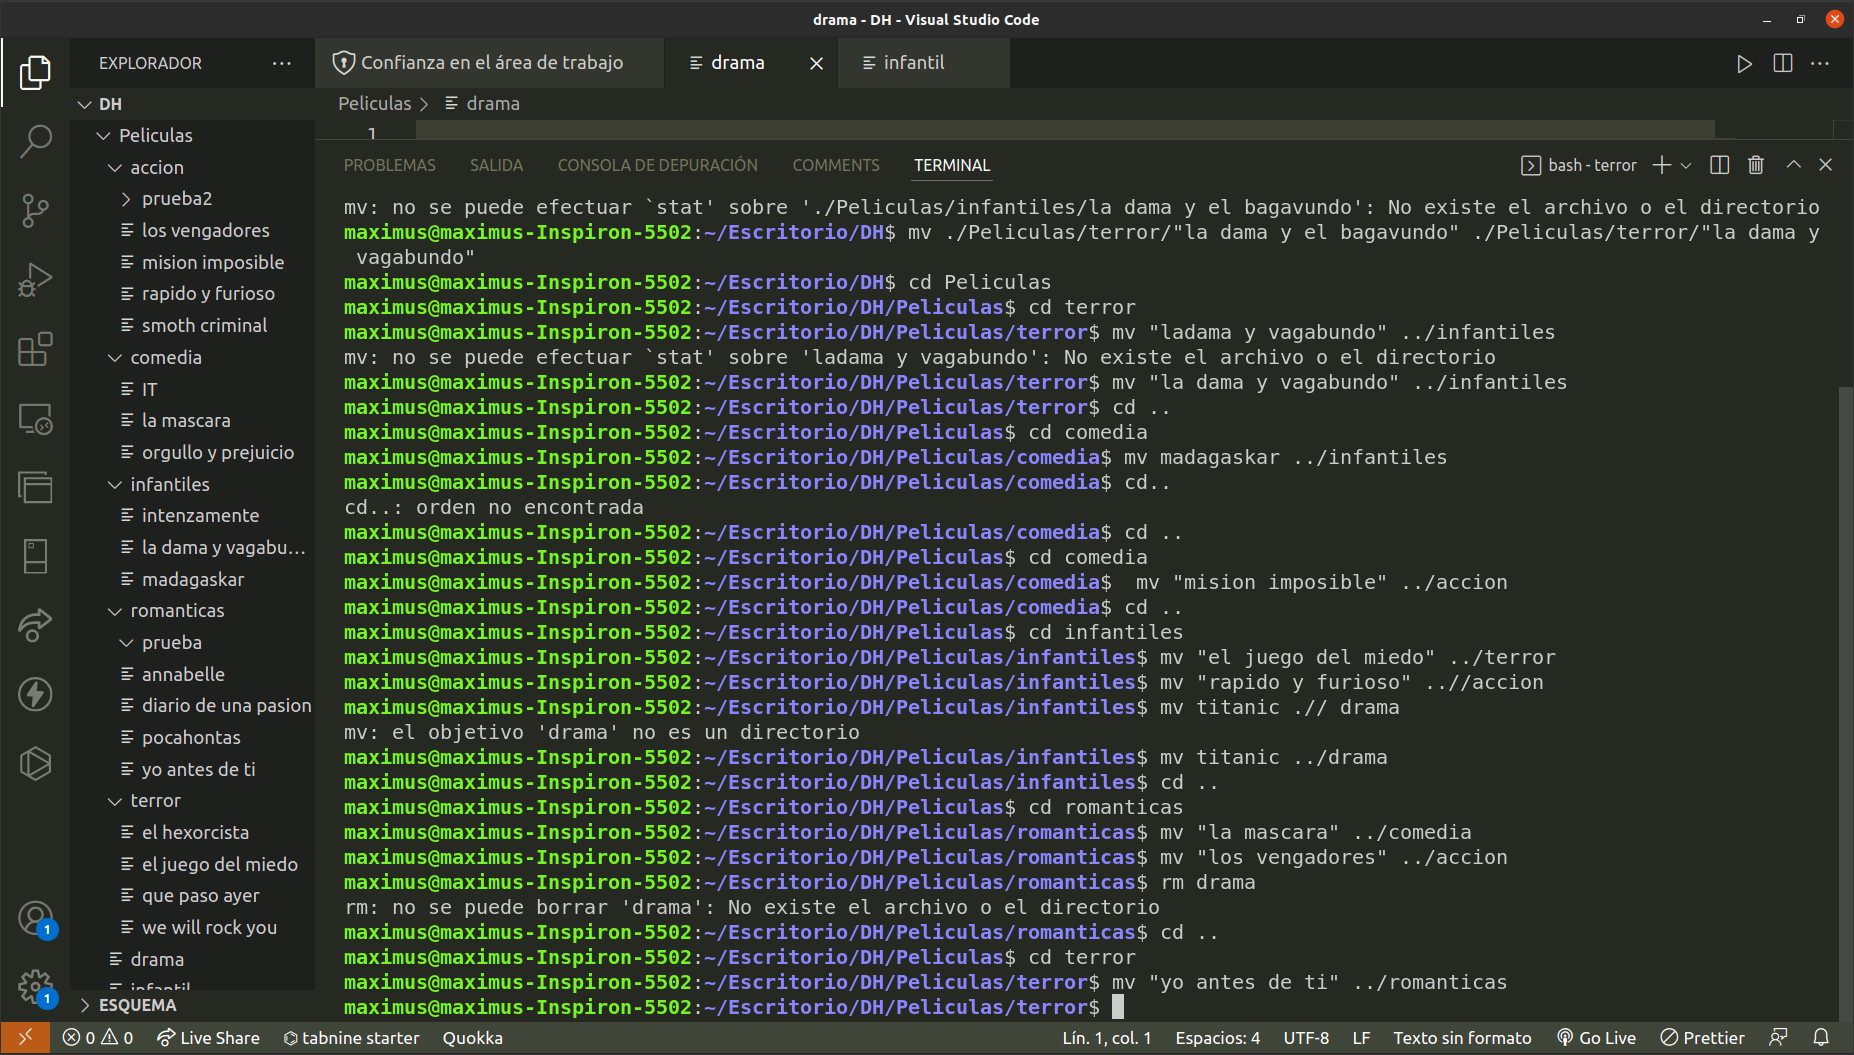 drama - DH - Visual Studio Code
EXPLORADOR
Confianza en el área de trabajo
drama
infantil
DH
Peliculas
accion
prueba2
los vengadores
mision imposible
rapido y furioso
smoth criminal
comedia
IT
la mascara
orgullo y prejuicio
infantiles
intenzamente
la dama y vagabu...
madagaskar
romanticas
prueba
annabelle
diario de una pasion
pocahontas
yo antes de ti
terror
el hexorcista
el juego del miedo
que paso ayer
we will rock you
drama
infantil
ESQUEMA
1
1
Peliculas > drama
1
PROBLEMAS SALIDA CONSOLA DE DEPURACIÓN COMMENTS TERMINAL
bash - terror
mv: no se puede efectuar `stat' sobre './Peliculas/infantiles/la dama y el bagavundo': No existe el archivo o el directorio
maximus@maximus-Inspiron-5502:~/Escritorio/DH$ mv ./Peliculas/terror/"la dama y el bagavundo" ./Peliculas/terror/"la dama y
vagabundo"
maximus@maximus-Inspiron-5502:~/Escritorio/DH$ cd Peliculas
maximus@maximus-Inspiron-5502:~/Escritorio/DH/Peliculas$ cd terror
maximus@maximus-Inspiron-5502:~/Escritorio/DH/Peliculas/terror$ mv "ladama y vagabundo" ../infantiles
mv: no se puede efectuar `stat' sobre 'ladama y vagabundo': No existe el archivo o el directorio
maximus@maximus-Inspiron-5502:~/Escritorio/DH/Peliculas/terror$ mv "la dama y vagabundo" ../infantiles
maximus@maximus-Inspiron-5502:~/Escritorio/DH/Peliculas/terror$ cd ..
maximus@maximus-Inspiron-5502:~/Escritorio/DH/Peliculas$ cd comedia
maximus@maximus-Inspiron-5502:~/Escritorio/DH/Peliculas/comedia$ mv madagaskar ../infantiles
maximus@maximus-Inspiron-5502:~/Escritorio/DH/Peliculas/comedia$ cd..
cd..: orden no encontrada
maximus@maximus-Inspiron-5502:~/Escritorio/DH/Peliculas/comedia$ cd ..
maximus@maximus-Inspiron-5502:~/Escritorio/DH/Peliculas$ cd comedia
maximus@maximus-Inspiron-5502:~/Escritorio/DH/Peliculas/comedia$  mv "mision imposible" ../accion
maximus@maximus-Inspiron-5502:~/Escritorio/DH/Peliculas/comedia$ cd ..
maximus@maximus-Inspiron-5502:~/Escritorio/DH/Peliculas$ cd infantiles
maximus@maximus-Inspiron-5502:~/Escritorio/DH/Peliculas/infantiles$ mv "el juego del miedo" ../terror
maximus@maximus-Inspiron-5502:~/Escritorio/DH/Peliculas/infantiles$ mv "rapido y furioso" ..//accion
maximus@maximus-Inspiron-5502:~/Escritorio/DH/Peliculas/infantiles$ mv titanic .// drama
mv: el objetivo 'drama' no es un directorio
maximus@maximus-Inspiron-5502:~/Escritorio/DH/Peliculas/infantiles$ mv titanic ../drama
maximus@maximus-Inspiron-5502:~/Escritorio/DH/Peliculas/infantiles$ cd ..
maximus@maximus-Inspiron-5502:~/Escritorio/DH/Peliculas$ cd romanticas
maximus@maximus-Inspiron-5502:~/Escritorio/DH/Peliculas/romanticas$ mv "la mascara" ../comedia
maximus@maximus-Inspiron-5502:~/Escritorio/DH/Peliculas/romanticas$ mv "los vengadores" ../accion
maximus@maximus-Inspiron-5502:~/Escritorio/DH/Peliculas/romanticas$ rm drama
rm: no se puede borrar 'drama': No existe el archivo o el directorio
maximus@maximus-Inspiron-5502:~/Escritorio/DH/Peliculas/romanticas$ cd ..
maximus@maximus-Inspiron-5502:~/Escritorio/DH/Peliculas$ cd terror
maximus@maximus-Inspiron-5502:~/Escritorio/DH/Peliculas/terror$ mv "yo antes de ti" ../romanticas
maximus@maximus-Inspiron-5502:~/Escritorio/DH/Peliculas/terror$
0 0 Live Share tabnine starter Quokka Lín. 1, col. 1 Espacios: 4 UTF-8 LF Texto sin formato Go Live Prettier